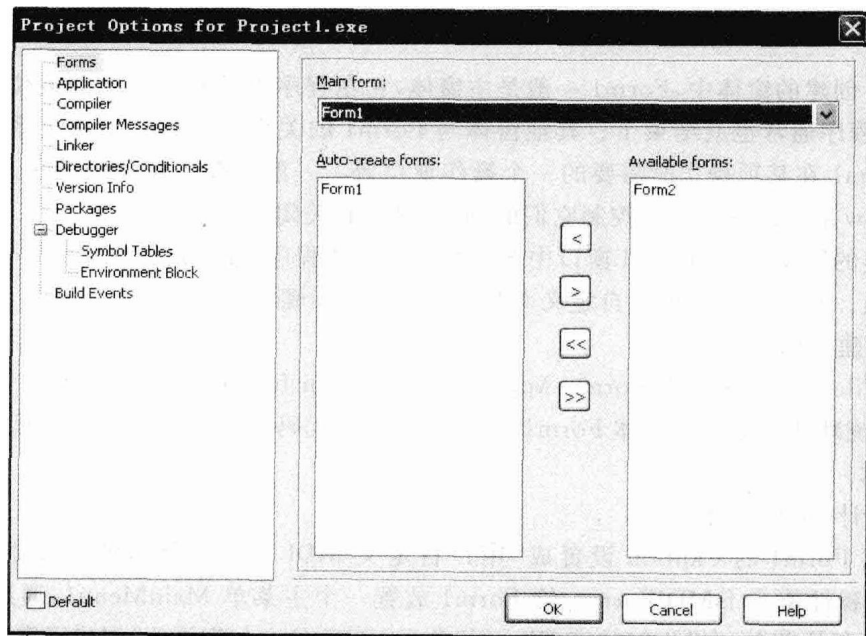 Project Options for Project1.exe
Forms
Application
Compiler
Compiler Messages
Linker
Directories/Conditionals
Version Info
Packages
Debugger
Symbol Tables
Environment Block
Build Events
Main form:
Form1
Auto-create forms:
Form1
Available forms:
Form2
<
>
<<
>>
Default
OK
Cancel
Help